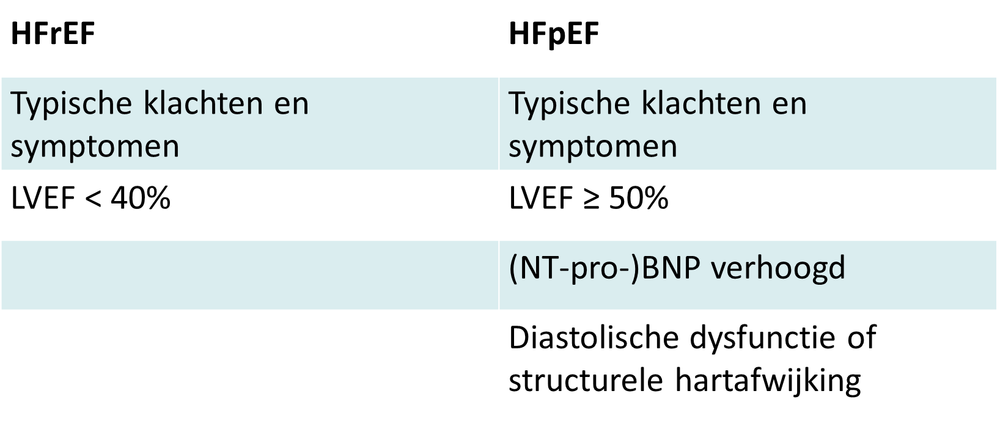 HFrEF
HFpEF
Typische klachten en
symptomen
Typische klachten en
symptomen
LVEF < 40%
LVEF ≥ 50%
(NT-pro-)BNP verhoogd
Diastolische dysfunctie of
structurele hartafwijking